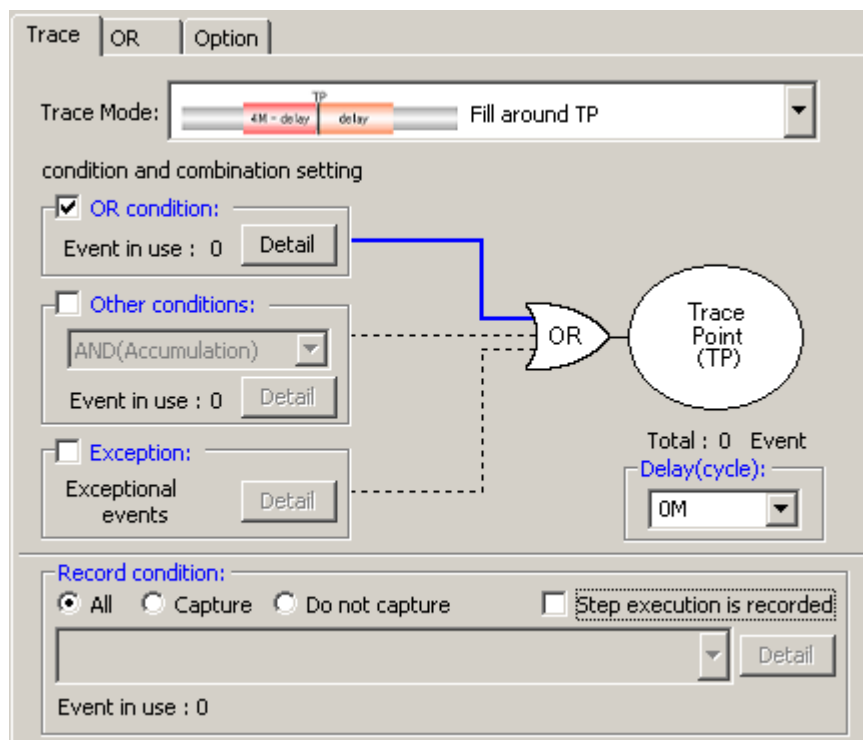 Trace OR Option
Trace Mode: TP 4M - delay delay Fill around TP
condition and combination setting
OR condition:
Event in use : 0 Detail
Other conditions:
AND(Accumulation)
Event in use : 0 Detail
Exception:
Exceptional
events
Detail
OR
Trace
Point
(TP)
Total : 0 Event
Delay(cycle):
0M
Record condition:
All Capture Do not capture Step execution is recorded
Detail
Event in use : 0